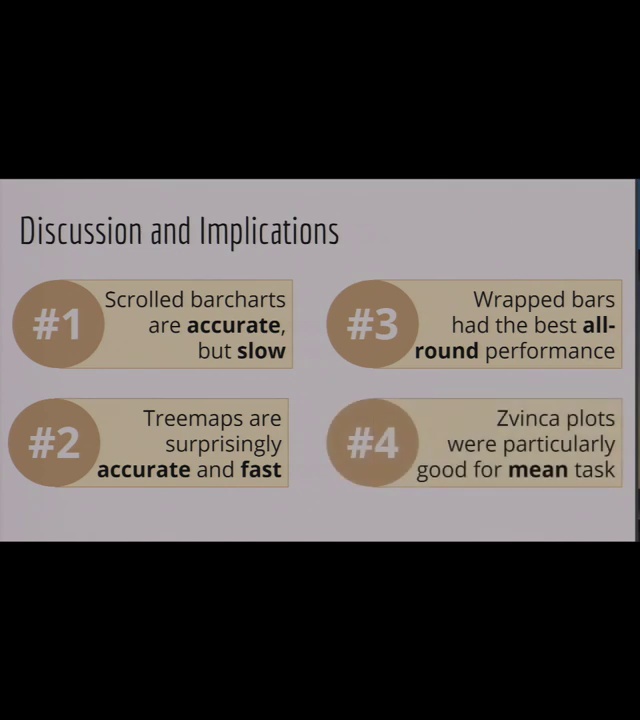 Discussion and Implications
#1
Scrolled barcharts
are accurate,
but slow
#2
Treemaps are
surprisingly
accurate and fast
#3
Wrapped bars
had the best all-
round performance
#4
Zvinca plots
were particularly
good for mean task